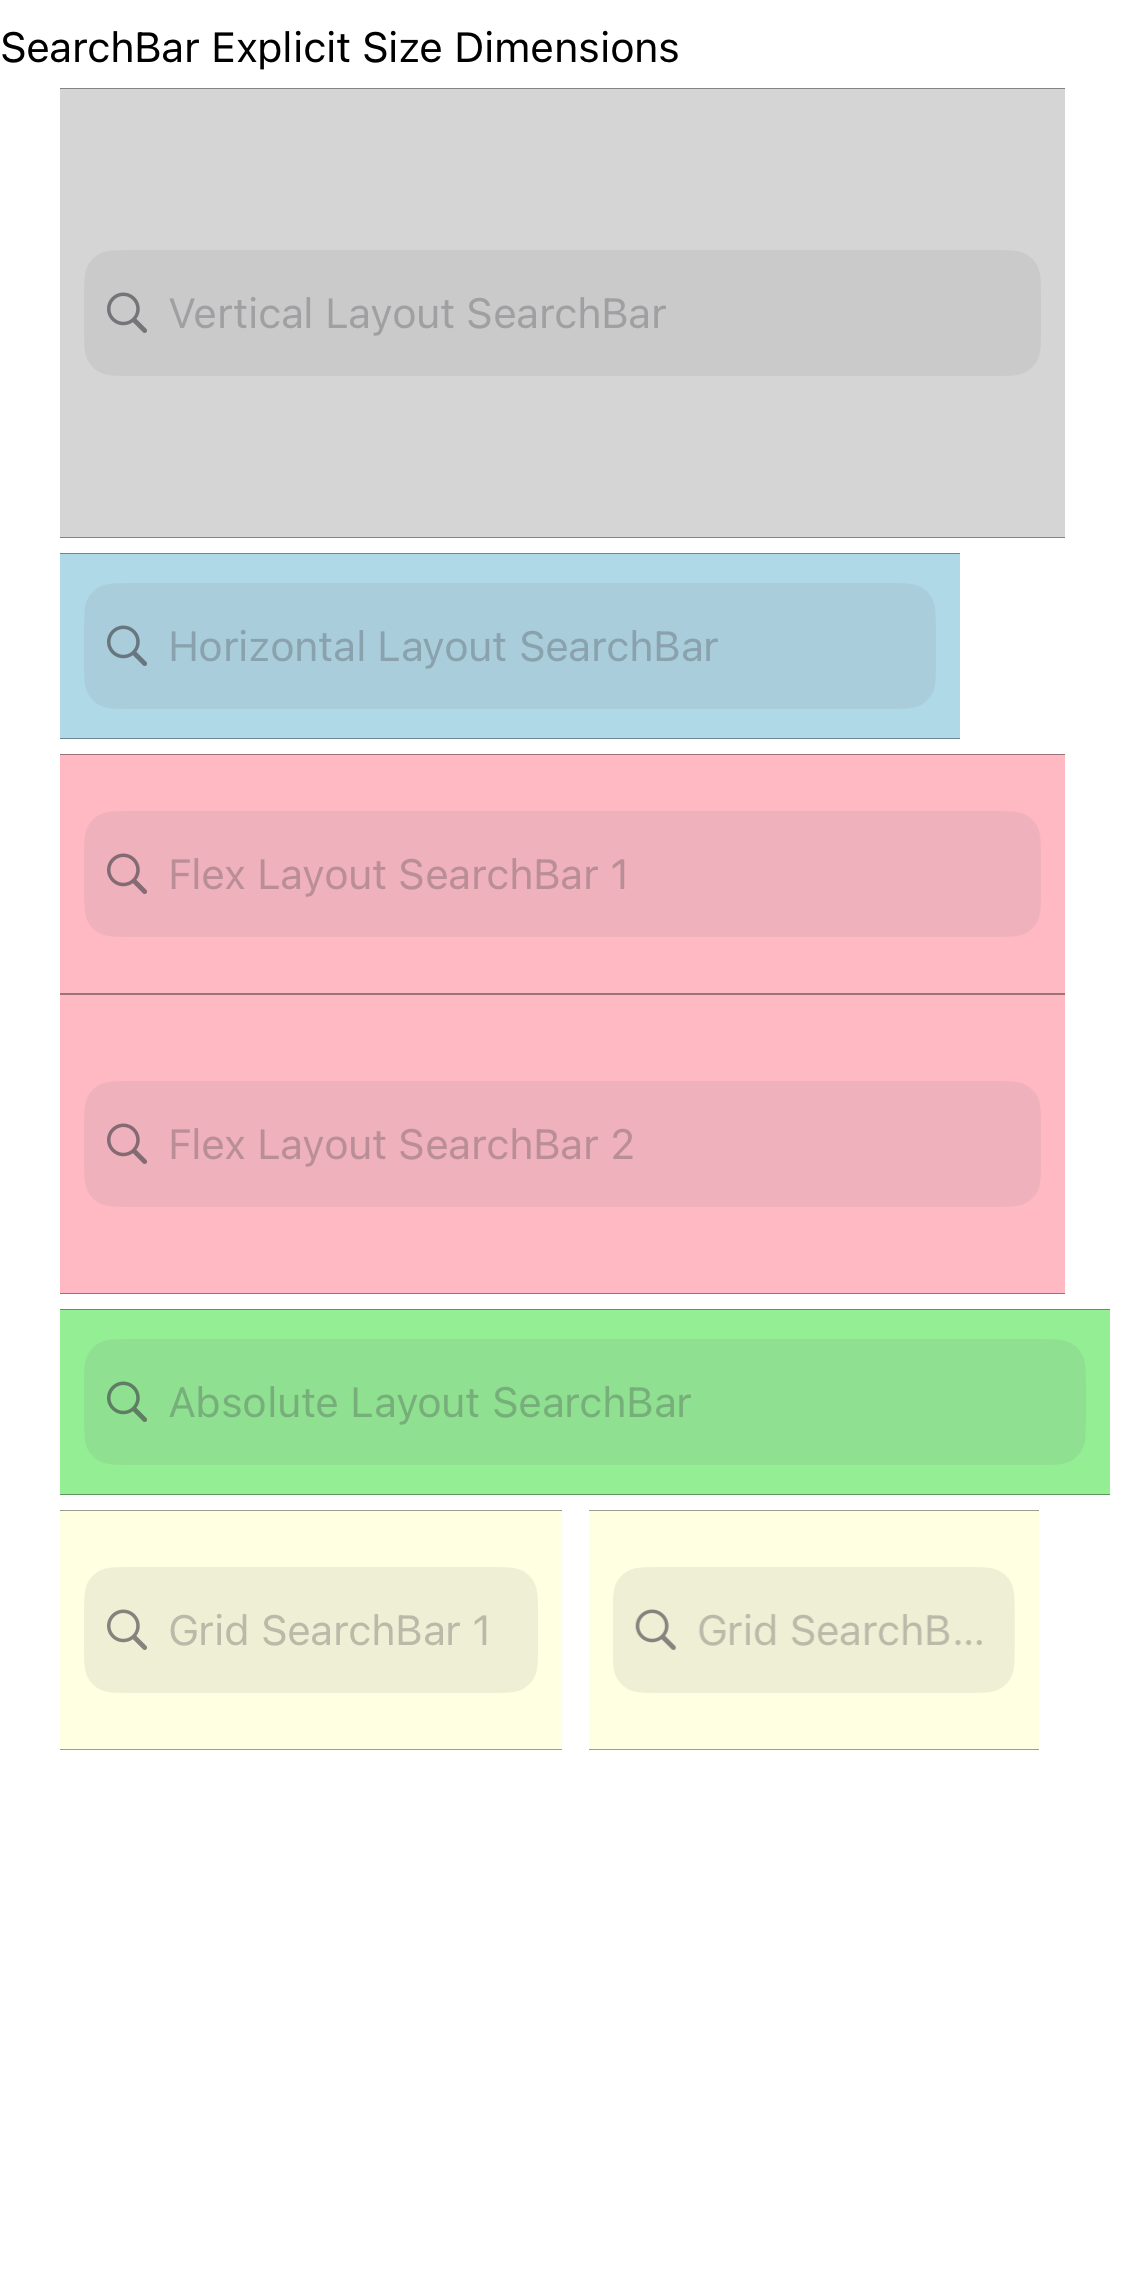 SearchBar Explicit Size Dimensions
Vertical Layout SearchBar
Horizontal Layout SearchBar
Flex Layout SearchBar 1
Flex Layout SearchBar 2
Absolute Layout SearchBar
Grid SearchBar 1
Grid SearchB...